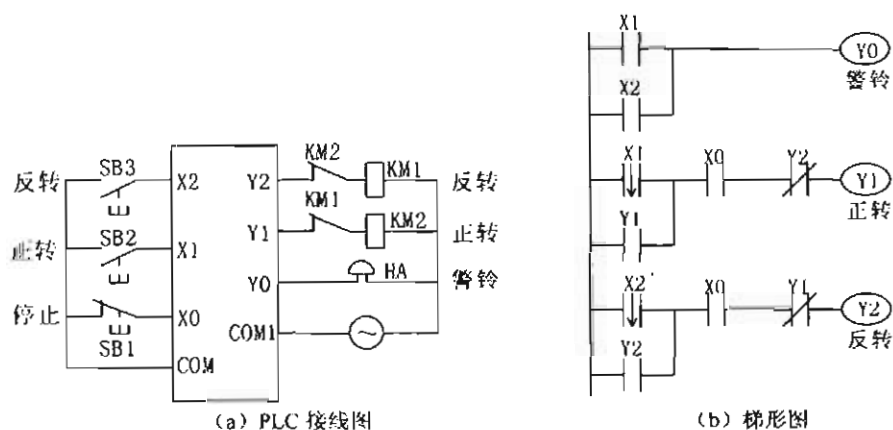 反转 SB3 X2 Y2 KM2 KM1 反转
正转 SB2 X1 Y1 KM1 KM2 正转
停止 SB1 X0 Y0 HA 警铃
COM COM1
(a) PLC 接线图
X1 Y0 警铃
X2
X1 X0 Y2 Y1 正转
Y1
X2 X0 Y1 Y2 反转
Y2
(b) 梯形图